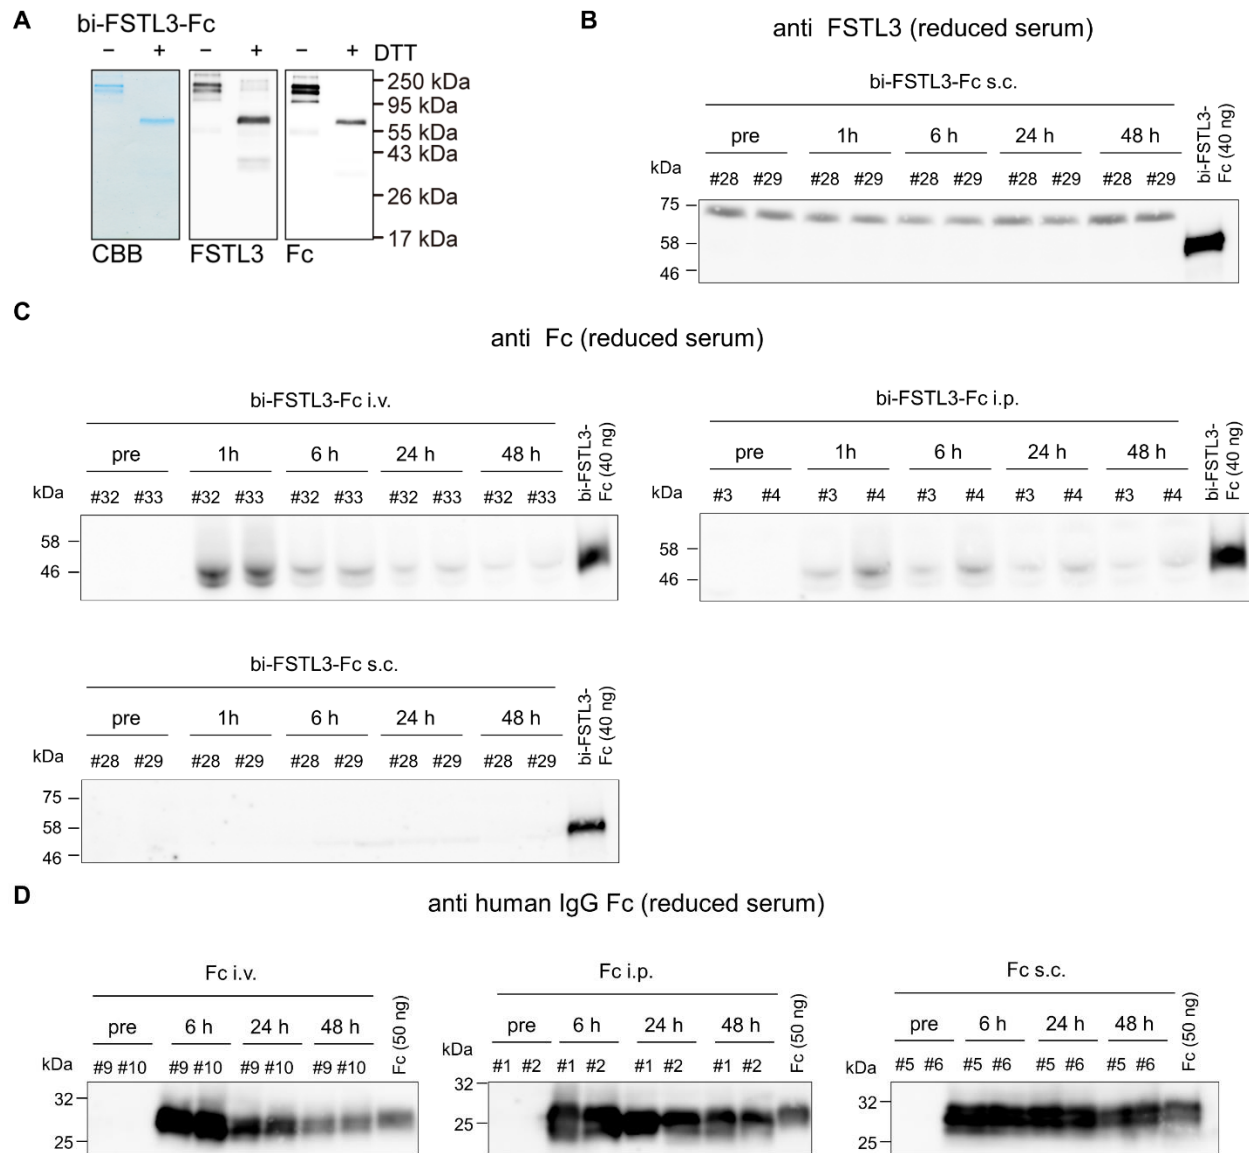 A
bi-FSTL3-Fc
− + − + − + DTT
250 kDa
95 kDa
55 kDa
43 kDa
26 kDa
17 kDa
CBB FSTL3 Fc
B
anti FSTL3 (reduced serum)
bi-FSTL3-Fc s.c.
pre 1h 6 h 24 h 48 h
bi-FSTL3-
Fc (40 ng)
kDa
#28 #29 #28 #29 #28 #29 #28 #29 #28 #29
75
58
46
C
anti Fc (reduced serum)
bi-FSTL3-Fc i.v.
pre 1h 6 h 24 h 48 h
bi-FSTL3-
Fc (40 ng)
kDa
#32 #33 #32 #33 #32 #33 #32 #33 #32 #33
58
46
bi-FSTL3-Fc i.p.
pre 1h 6 h 24 h 48 h
bi-FSTL3-
Fc (40 ng)
kDa
#3 #4 #3 #4 #3 #4 #3 #4 #3 #4
58
46
bi-FSTL3-Fc s.c.
pre 1h 6 h 24 h 48 h
bi-FSTL3-
Fc (40 ng)
kDa
#28 #29 #28 #29 #28 #29 #28 #29 #28 #29
75
58
46
D
anti human IgG Fc (reduced serum)
Fc i.v.
pre 6 h 24 h 48 h
Fc (50 ng)
kDa
#9 #10 #9 #10 #9 #10 #9 #10
32
25
Fc i.p.
pre 6 h 24 h 48 h
Fc (50 ng)
kDa
#1 #2 #1 #2 #1 #2 #1 #2
32
25
Fc s.c.
pre 6 h 24 h 48 h
Fc (50 ng)
kDa
#5 #6 #5 #6 #5 #6 #5 #6
32
25